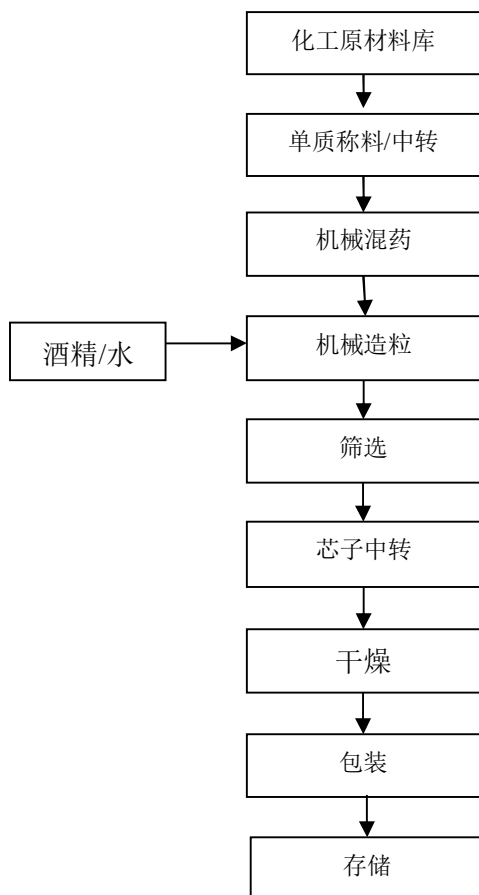 化工原材料库
单质称料/中转
机械混药
酒精/水
机械造粒
筛选
芯子中转
干燥
包装
存储